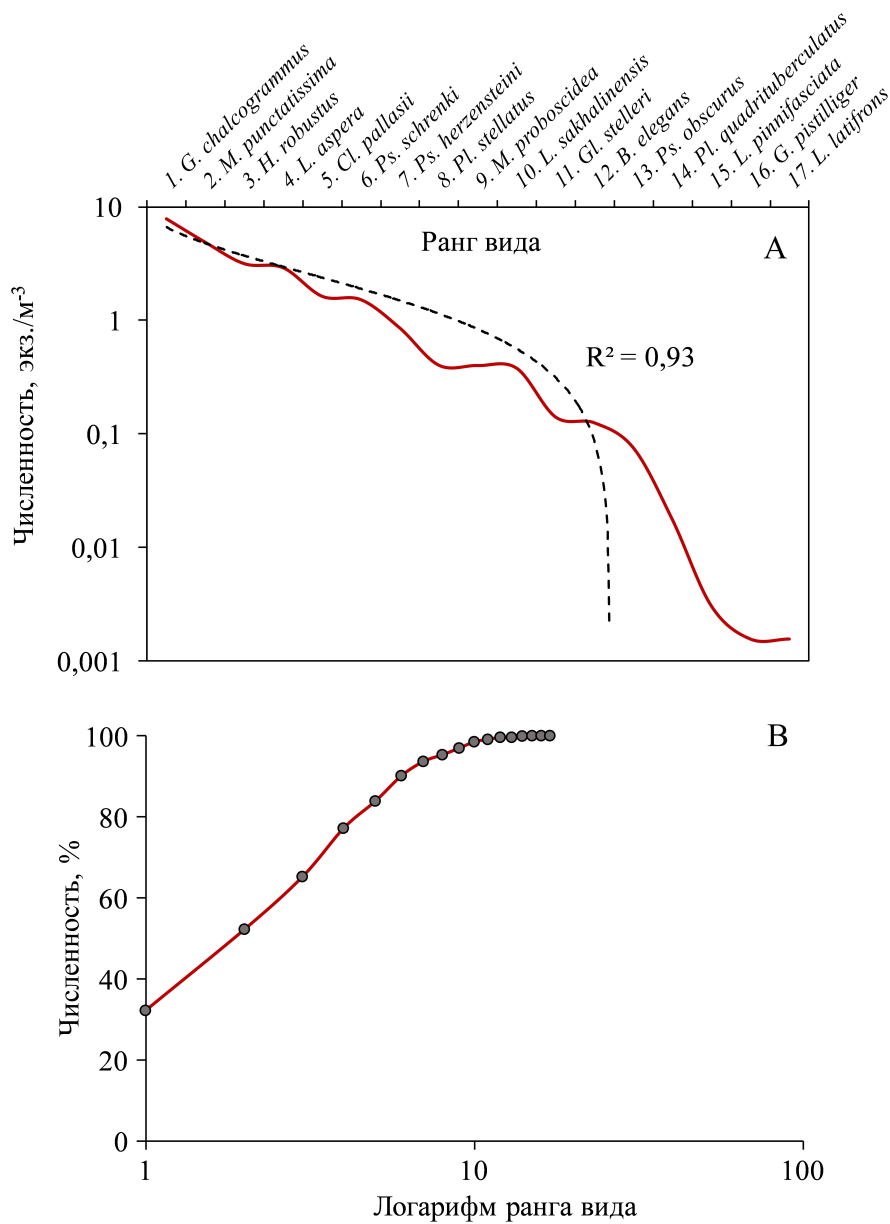 1. G. chalcogrammus
2. M. punctatissima
3. H. robustus
4. L. aspera
5. Cl. pallasii
6. Ps. schrenki
7. Ps. herzensteini
8. Pl. stellatus
9. M. proboscidea
10. L. sakhalinensis
11. Gl. stelleri
12. B. elegans
13. Ps. obscurus
14. Pl. quadrituberculatus
15. L. pinnifasciata
16. G. pistilliger
17. L. latifrons
Ранг вида
A
R² = 0,93
Численность, экз./м⁻³
10
1
0,1
0,01
0,001
B
Численность, %
100
80
60
40
20
0
1
10
100
Логарифм ранга вида